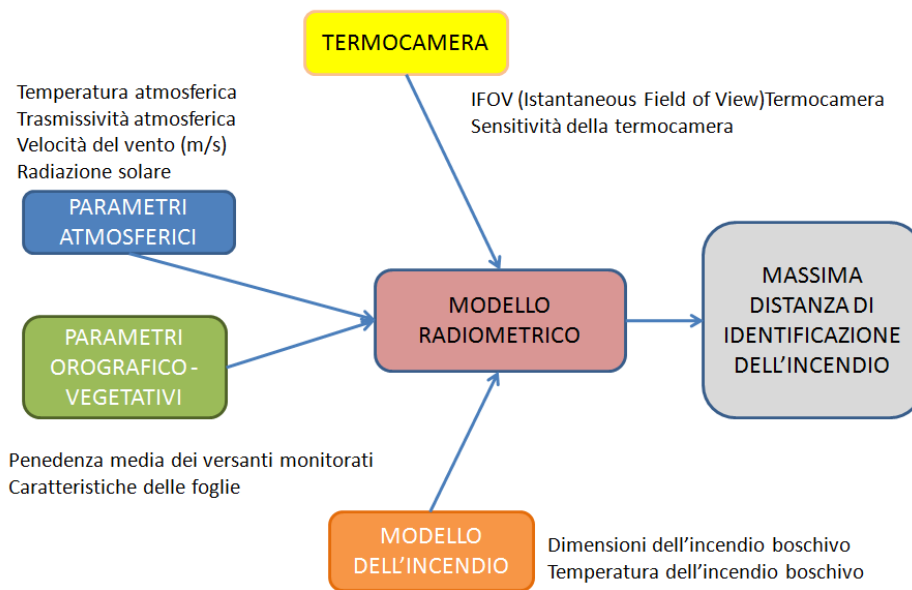 TERMOCAMERA
IFOV (Istantaneous Field of View)Termocamera
Sensitività della termocamera
Temperatura atmosferica
Trasmissività atmosferica
Velocità del vento (m/s)
Radiazione solare
PARAMETRI
ATMOSFERICI
PARAMETRI
OROGRAFICO-
VEGETATIVI
Penedenza media dei versanti monitorati
Caratteristiche delle foglie
MODELLO
RADIOMETRICO
MASSIMA
DISTANZA DI
IDENTIFICAZIONE
DELL'INCENDIO
MODELLO
DELL'INCENDIO
Dimensioni dell'incendio boschivo
Temperatura dell'incendio boschivo